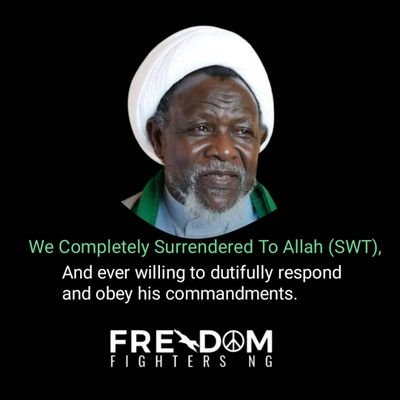 We Completely Surrendered To Allah (SWT),
And ever willing to dutifully respond
and obey his commandments.
FREEDOM
FIGHTERS NG